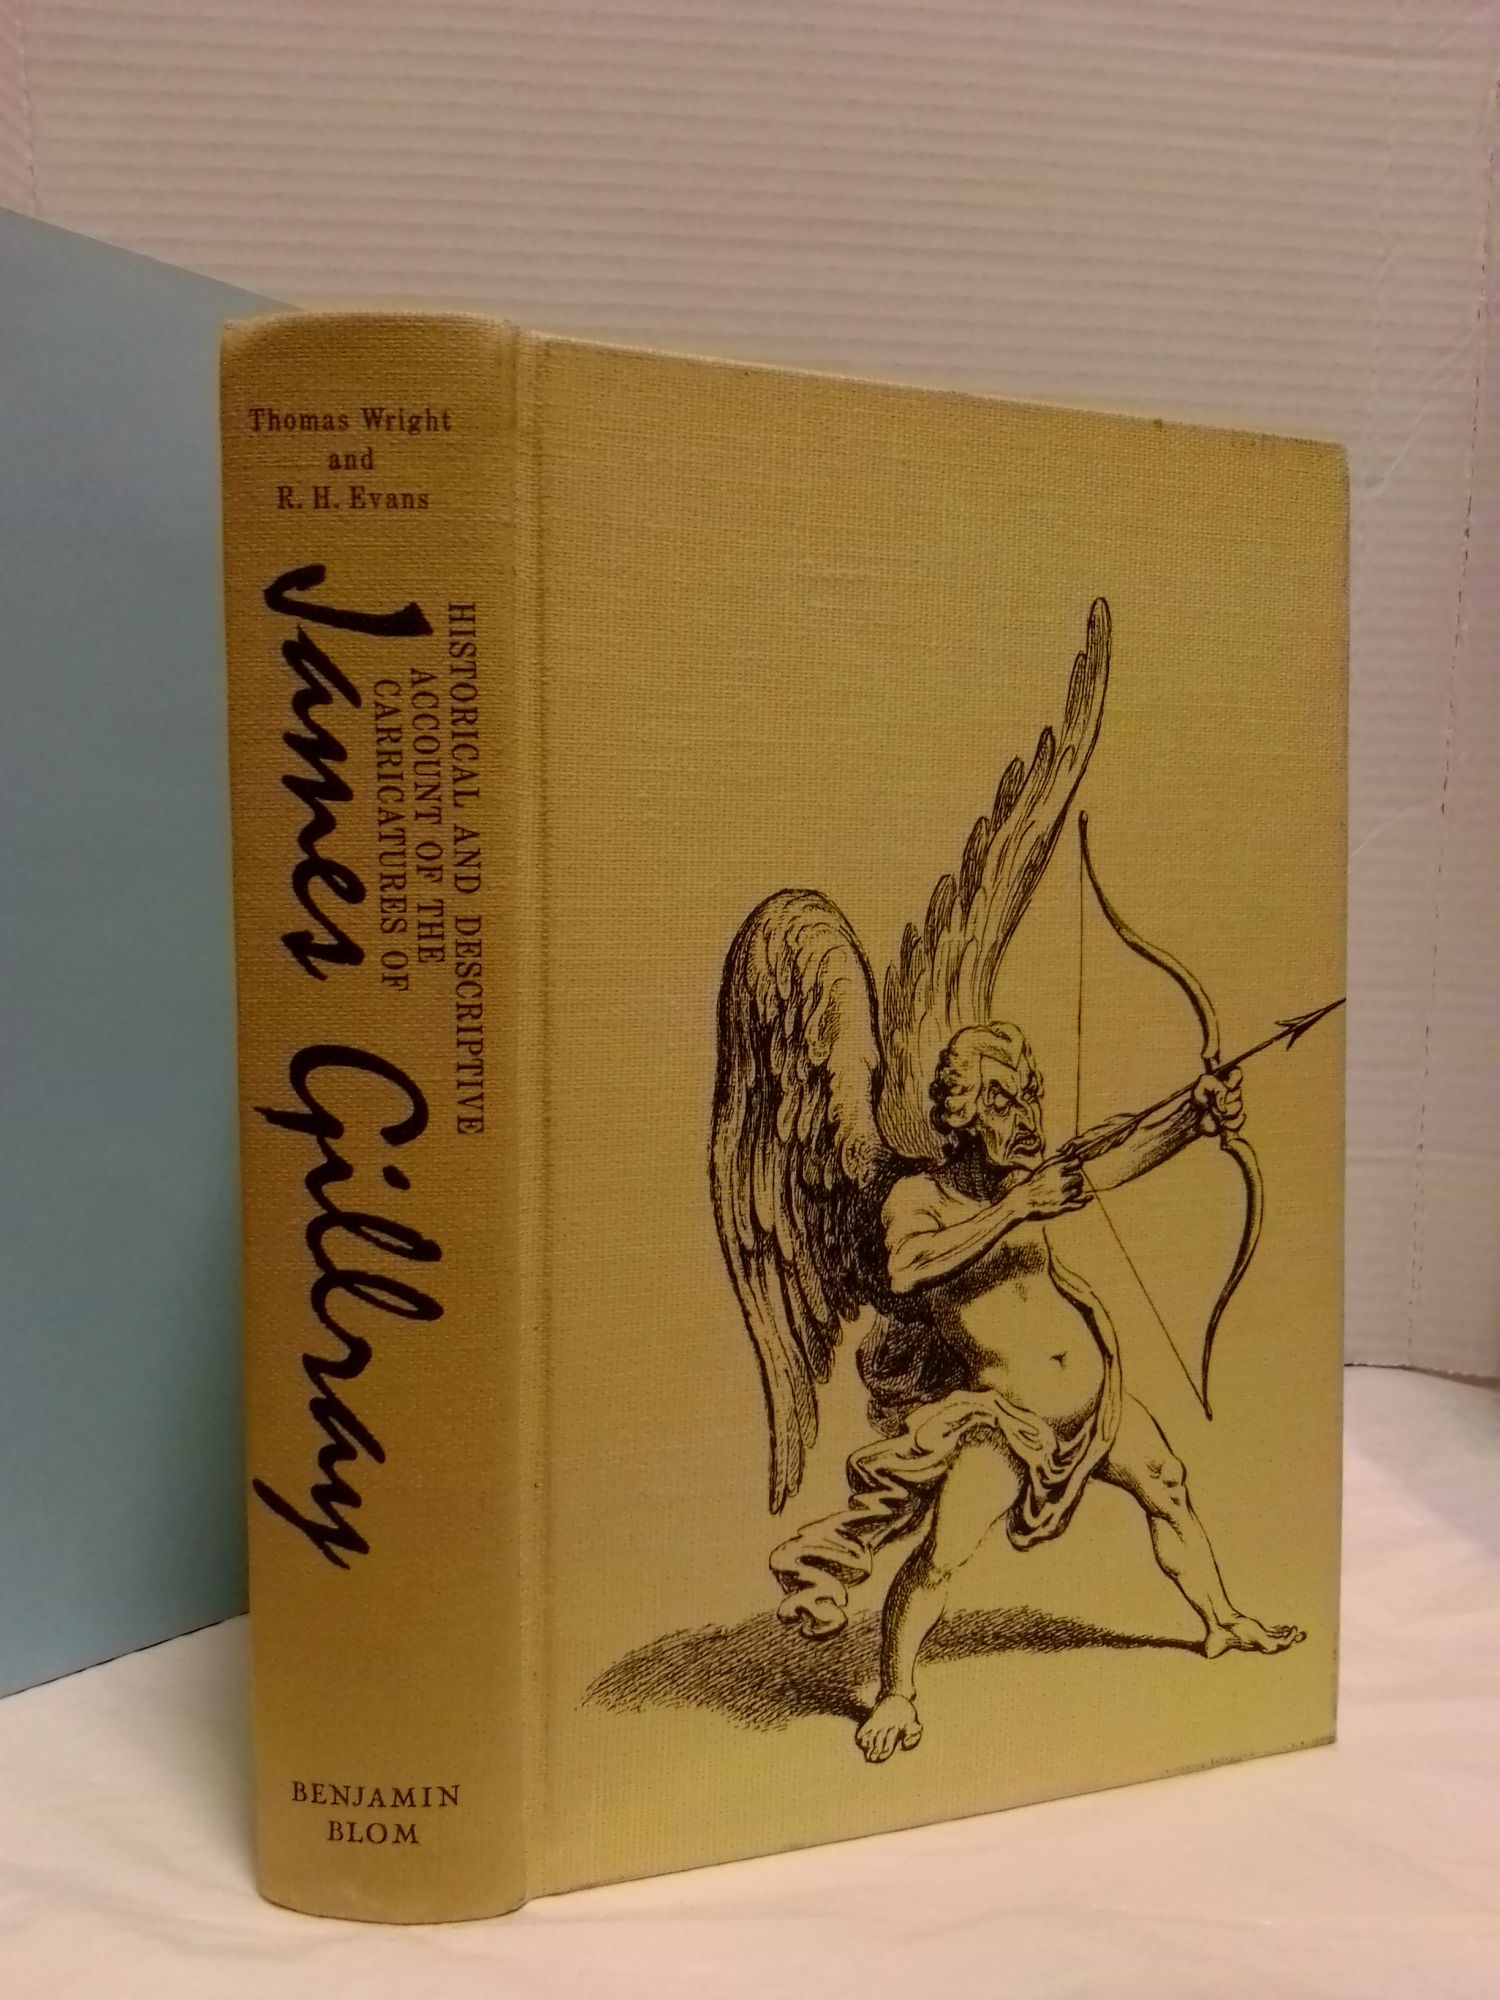 Thomas Wright
and
R. H. Evans
HISTORICAL AND DESCRIPTIVE
ACCOUNT OF THE
CARRICATURES OF
James Gillray
BENJAMIN
BLOM